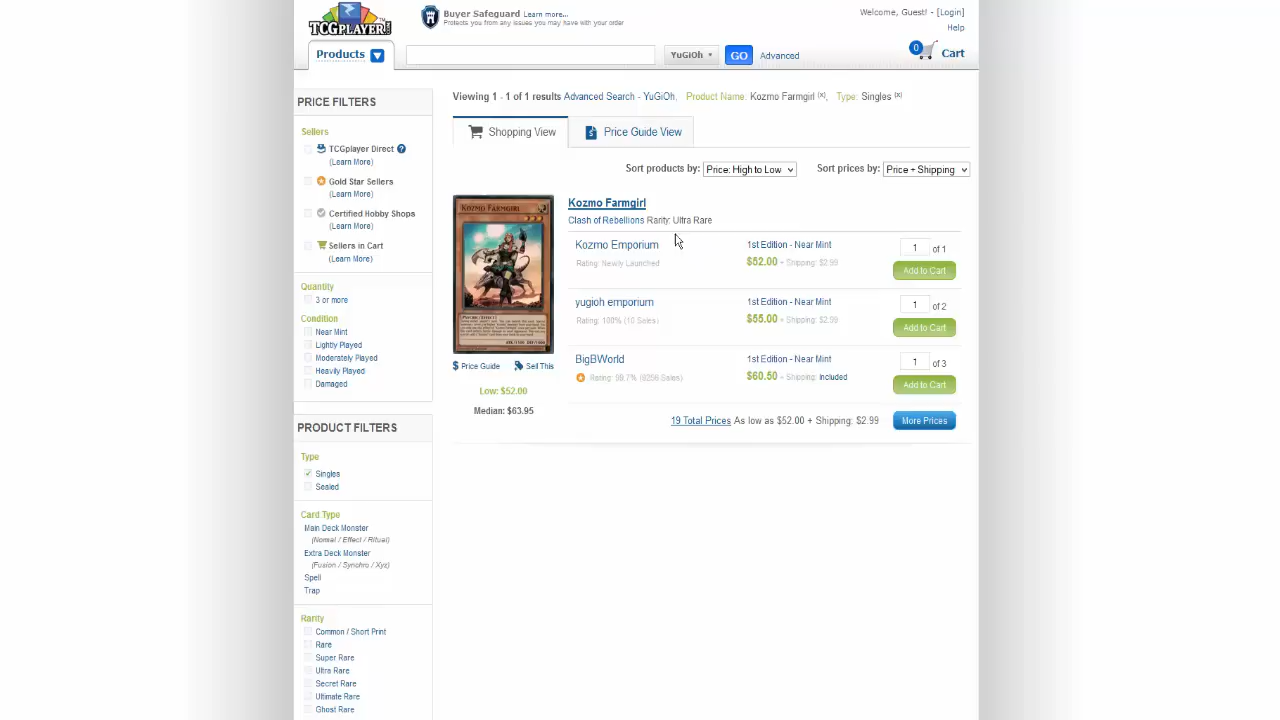 TCGPLAYER
Buyer Safeguard Learn more...
Protects you from any issues you may have with your order
Welcome, Guest! - [Login]
Help
Products
YuGiOh
GO
Advanced
0
Cart
PRICE FILTERS
Sellers
TCGplayer Direct ?
(Learn More)
Gold Star Sellers
(Learn More)
Certified Hobby Shops
(Learn More)
Sellers in Cart
(Learn More)
Quantity
3 or more
Condition
Near Mint
Lightly Played
Moderately Played
Heavily Played
Damaged
PRODUCT FILTERS
Type
Singles
Sealed
Card Type
Main Deck Monster
(Normal / Effect / Ritual)
Extra Deck Monster
(Fusion / Synchro / Xyz)
Spell
Trap
Rarity
Common / Short Print
Rare
Super Rare
Ultra Rare
Secret Rare
Ultimate Rare
Ghost Rare
Viewing 1 - 1 of 1 results Advanced Search - YuGiOh, Product Name: Kozmo Farmgirl (X), Type: Singles (X)
Shopping View
Price Guide View
Sort products by: Price: High to Low
Sort prices by: Price + Shipping
KOZMO FARMGIRL
$ Price Guide
Sell This
Low: $52.00
Median: $63.95
Kozmo Farmgirl
Clash of Rebellions Rarity: Ultra Rare
Kozmo Emporium
Rating: Newly Launched
1st Edition - Near Mint
$52.00 + Shipping: $2.99
1 of 1
Add to Cart
yugioh emporium
Rating: 100% (10 Sales)
1st Edition - Near Mint
$55.00 + Shipping: $2.99
1 of 2
Add to Cart
BigBWorld
Rating: 99.7% (8256 Sales)
1st Edition - Near Mint
$60.50 + Shipping: Included
1 of 3
Add to Cart
19 Total Prices As low as $52.00 + Shipping: $2.99
More Prices